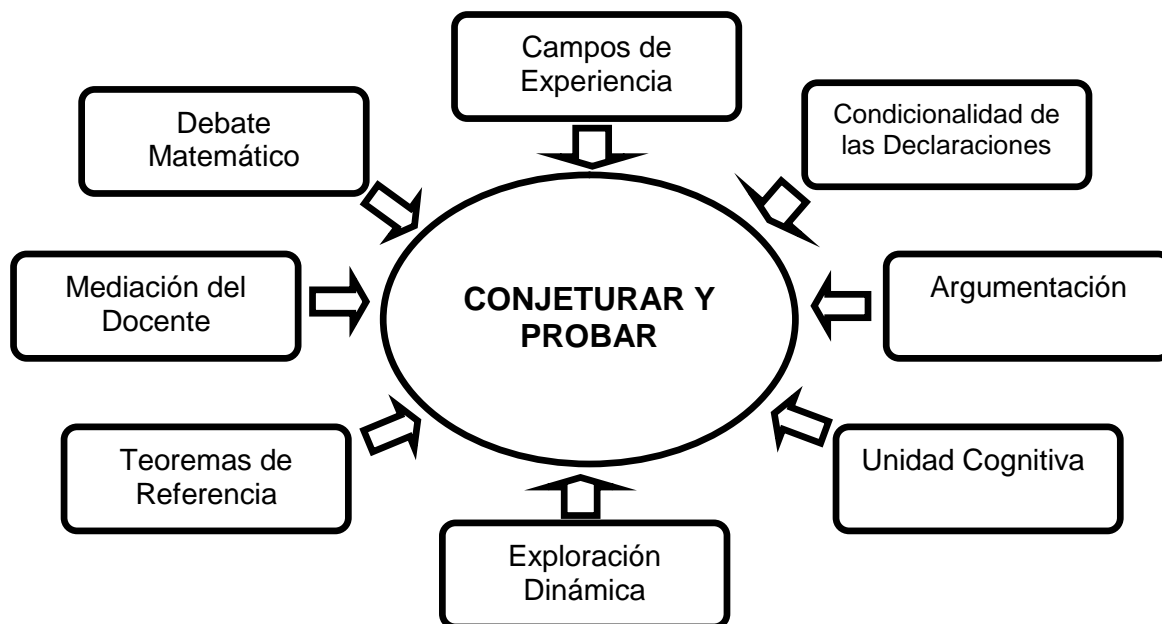 Campos de
Experiencia
Debate
Matemático
Condicionalidad de
las Declaraciones
Mediación del
Docente
CONJETURAR Y
PROBAR
Argumentación
Teoremas de
Referencia
Unidad Cognitiva
Exploración
Dinámica